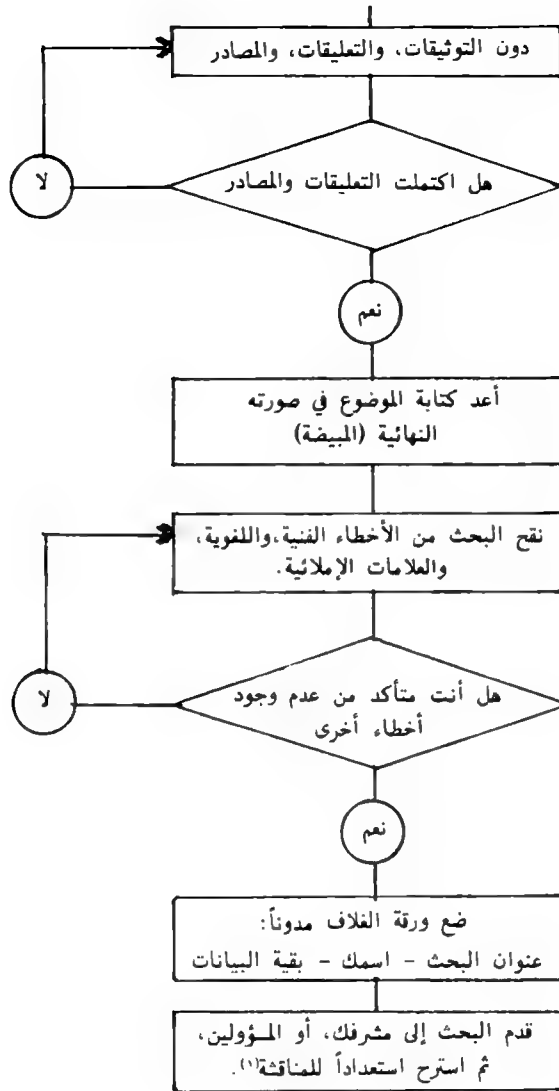 دون التوثيقات، والتعليقات، والمصادر
هل اكتملت التعليقات والمصادر
لا
نعم
أعد كتابة الموضوع في صورته
النهائية (المبيضة)
نقح البحث من الأخطاء الفنية،واللغوية،
والعلامات الإملائية.
هل أنت متأكد من عدم وجود
أخطاء أخرى
لا
نعم
ضع ورقة الغلاف مدوناً:
عنوان البحث – اسمك – بقية البيانات
قدم البحث إلى مشرفك، أو المسؤولين،
ثم استرح استعداداً للمناقشة(١).